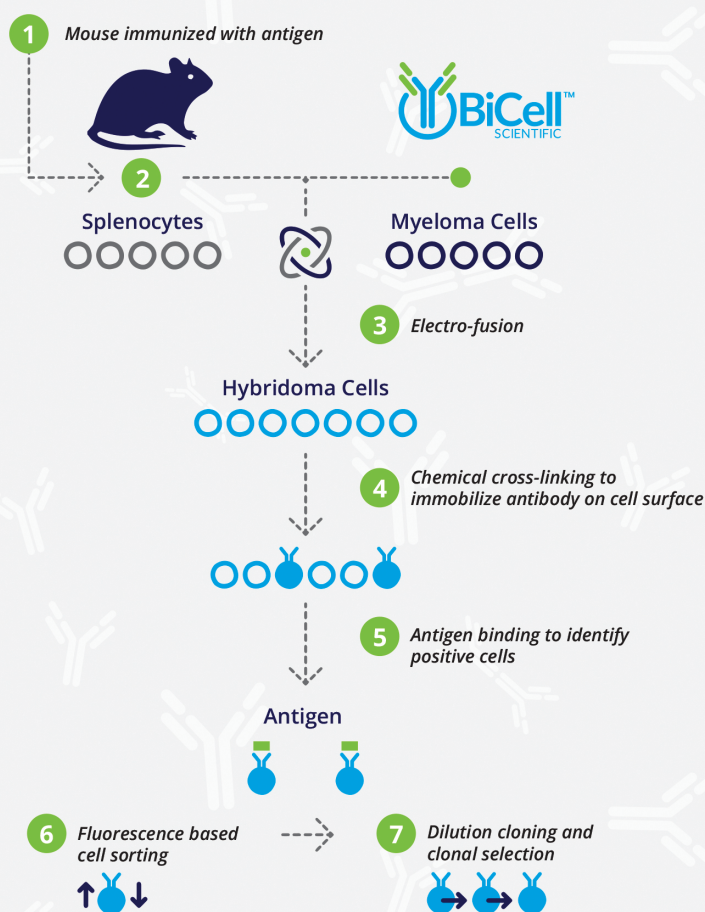 1
Mouse immunized with antigen
BiCell™
SCIENTIFIC
2
Splenocytes
Myeloma Cells
3
Electro-fusion
Hybridoma Cells
4
Chemical cross-linking to
immobilize antibody on cell surface
5
Antigen binding to identify
positive cells
Antigen
6
Fluorescence based
cell sorting
7
Dilution cloning and
clonal selection